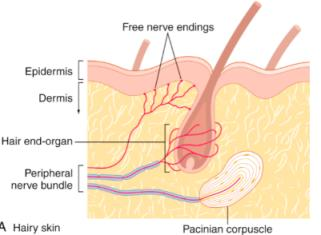 Free nerve endings
Epidermis
Dermis
Hair end-organ
Peripheral
nerve bundle
A Hairy skin
Pacinian corpuscle